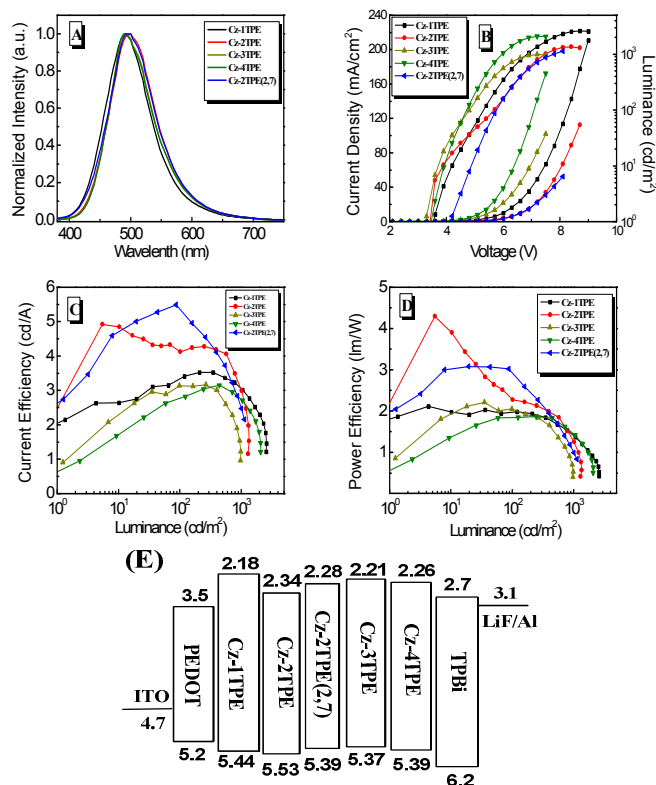 A
Cz-1TPE
Cz-2TPE
Cz-3TPE
Cz-4TPE
Cz-2TPE(2,7)
Normalized Intensity (a.u.)
1.0
0.8
0.6
0.4
0.2
0.0
400 500 600 700
Wavelenth (nm)
B
Cz-1TPE
Cz-2TPE
Cz-3TPE
Cz-4TPE
Cz-2TPE(2,7)
Current Density (mA/cm²)
240
200
160
120
80
40
0
2 4 6 8 10
Voltage (V)
Luminance (cd/m²)
10³
10²
10¹
10⁰
C
Cz-1TPE
Cz-2TPE
Cz-3TPE
Cz-4TPE
Cz-2TPE(2,7)
Current Efficiency (cd/A)
6
5
4
3
2
1
0
10⁰ 10¹ 10² 10³
Luminance (cd/m²)
D
Cz-1TPE
Cz-2TPE
Cz-3TPE
Cz-4TPE
Cz-2TPE(2,7)
Power Efficiency (lm/W)
5
4
3
2
1
0
10⁰ 10¹ 10² 10³
Luminance (cd/m²)
(E)
ITO
4.7
3.5
PEDOT
5.2
2.18
Cz-1TPE
5.44
2.34
Cz-2TPE
5.53
2.28
Cz-2TPE(2,7)
5.39
2.21
Cz-3TPE
5.37
2.26
Cz-4TPE
5.39
2.7
TPBi
6.2
3.1
LiF/Al